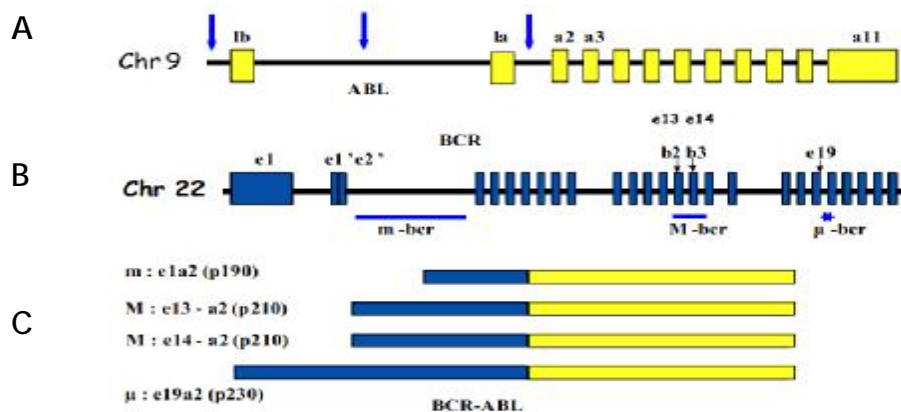 A
Ib
Ia
a2
a3
a11
Chr 9
ABL
e13 e14
BCR
e1
e1'
e2'
b2
b3
e19
B
Chr 22
m -bcr
M -bcr
µ -bcr
m : e1a2 (p190)
M : e13 - a2 (p210)
C
M : e14 - a2 (p210)
µ : e19a2 (p230)
BCR-ABL